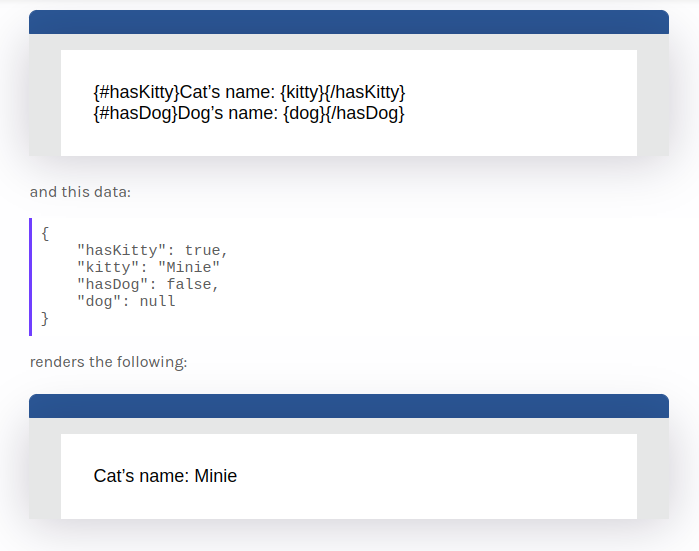 {#hasKitty}Cat’s name: {kitty}{/hasKitty}
{#hasDog}Dog’s name: {dog}{/hasDog}
and this data:
{
    "hasKitty": true,
    "kitty": "Minie"
    "hasDog": false,
    "dog": null
}
renders the following:
Cat’s name: Minie